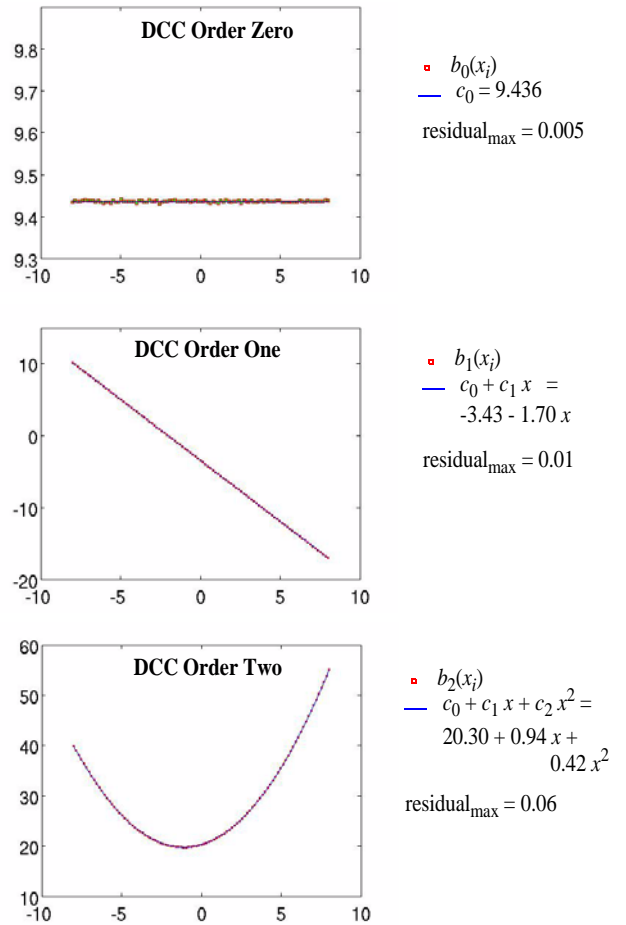 DCC Order Zero
9.8
9.7
9.6
9.5
9.4
9.3
-10 -5 0 5 10
b0(xi)
c0 = 9.436
residualmax = 0.005
DCC Order One
10
0
-10
-20
-10 -5 0 5 10
b1(xi)
c0 + c1 x =
-3.43 - 1.70 x
residualmax = 0.01
DCC Order Two
60
50
40
30
20
10
-10 -5 0 5 10
b2(xi)
c0 + c1 x + c2 x2 =
20.30 + 0.94 x +
0.42 x2
residualmax = 0.06